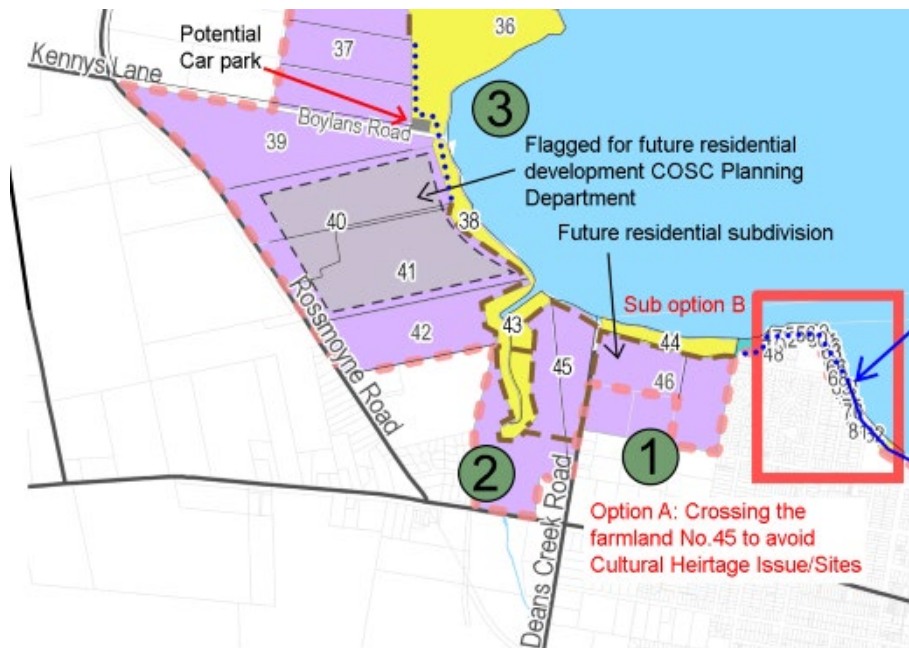 36
Potential
Car park
37
Kennys Lane
3
Boylans Road
39
Flagged for future residential
development COSC Planning
Department
40
38
Future residential subdivision
41
Rossmoyne Road
Sub option B
42
43
44
45
46
48
81
2
1
Deans Creek Road
Option A: Crossing the
farmland No.45 to avoid
Cultural Heirtage Issue/Sites